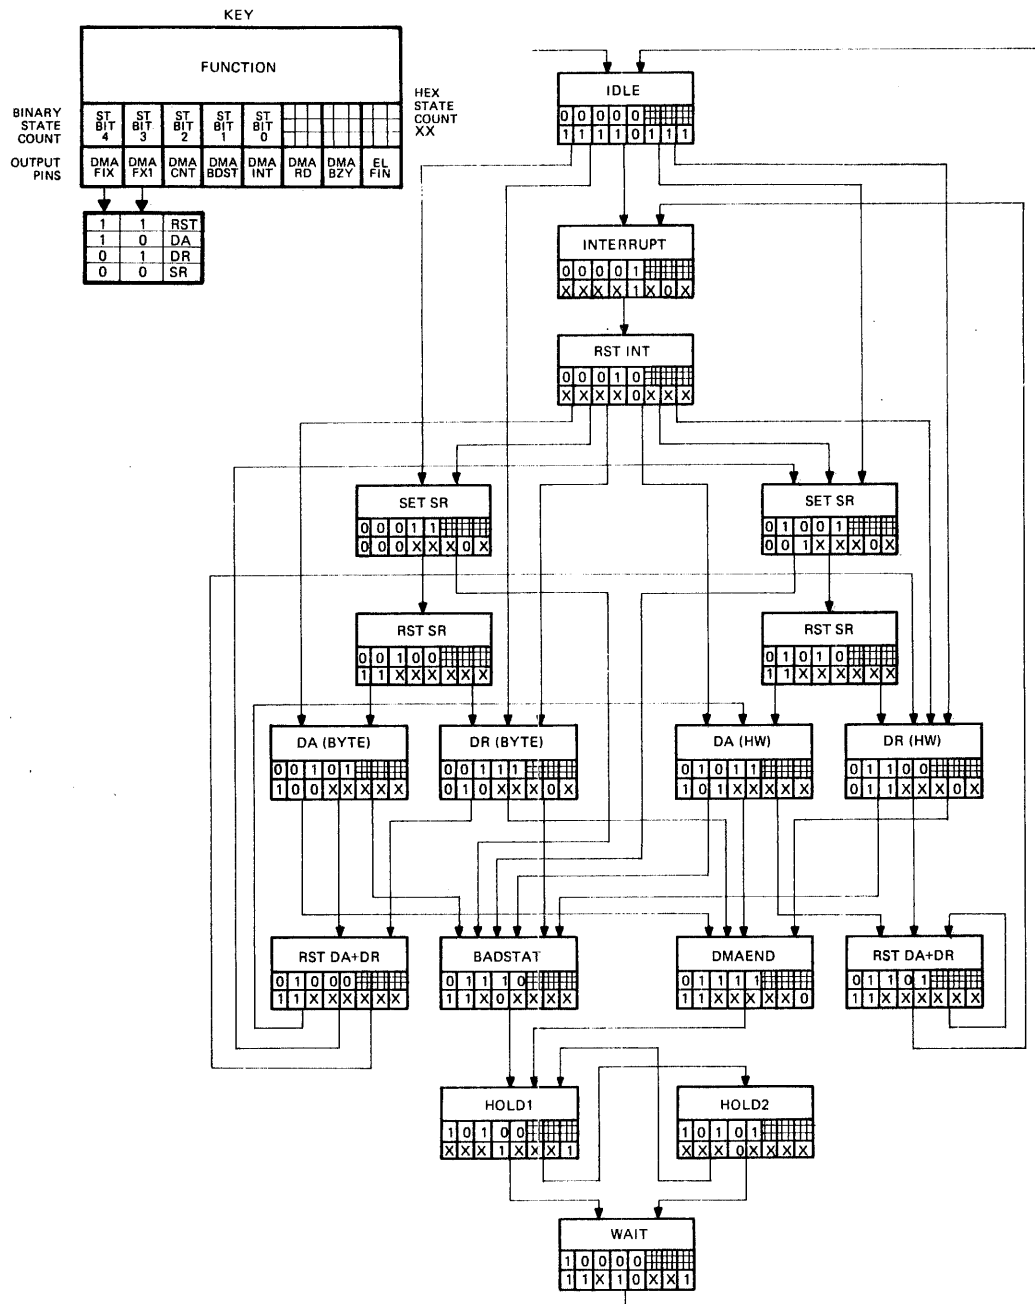 KEY
FUNCTION
BINARY STATE COUNT
ST BIT 4 ST BIT 3 ST BIT 2 ST BIT 1 ST BIT 0
HEX STATE COUNT XX
OUTPUT PINS
DMA FIX DMA FX1 DMA CNT DMA BDST DMA INT DMA RD DMA BZY EL FIN
1 1 RST
1 0 DA
0 1 DR
0 0 SR
IDLE
0 0 0 0 0
1 1 1 1 0 1 1 1
INTERRUPT
0 0 0 0 1
X X X X 1 X 0 X
RST INT
0 0 0 1 0
X X X X 0 X X X
SET SR
0 0 0 1 1
0 0 0 X X X 0 X
SET SR
0 1 0 0 1
0 0 1 X X X 0 X
RST SR
0 0 1 0 0
1 1 X X X X X X
RST SR
0 1 0 1 0
1 1 X X X X X X
DA (BYTE)
0 0 1 0 1
1 0 0 X X X X X
DR (BYTE)
0 0 1 1 1
0 1 0 X X X 0 X
DA (HW)
0 1 0 1 1
1 0 1 X X X X X
DR (HW)
0 1 1 0 0
0 1 1 X X X 0 X
RST DA+DR
0 1 0 0 0
1 1 X X X X X X
BADSTAT
0 1 1 1 0
1 1 X 0 X X X X
DMAEND
0 1 1 1 1
1 1 X X X X X 0
RST DA+DR
0 1 1 0 1
1 1 X X X X X X
HOLD1
1 0 1 0 0
X X X 1 X X X 1
HOLD2
1 0 1 0 1
X X X 0 X X X X
WAIT
1 0 0 0 0
1 1 X 1 0 X X 1